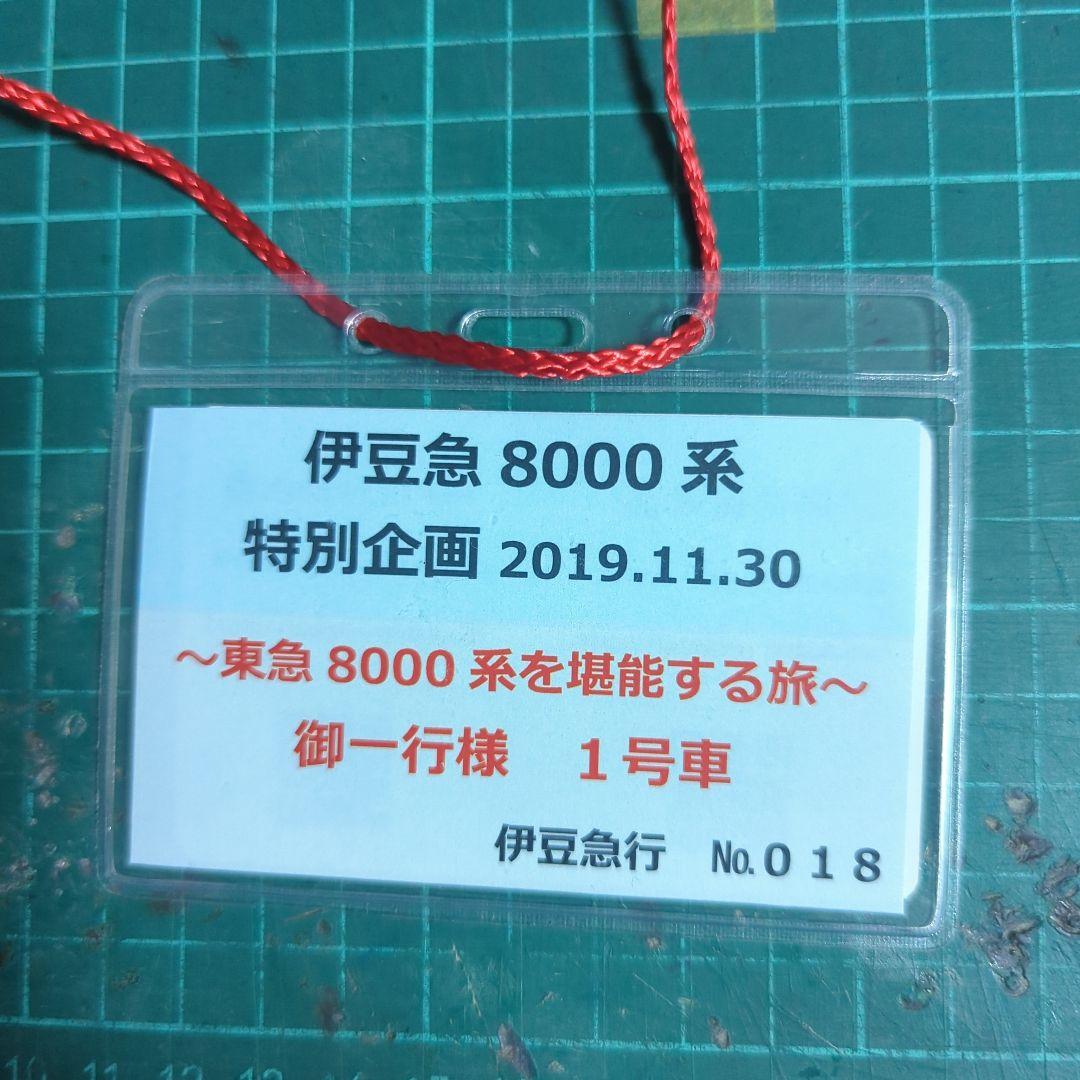 伊豆急 8000 系
特別企画 2019.11.30
～東急 8000 系を堪能する旅～
御一行様　１号車
伊豆急行　№.０１８